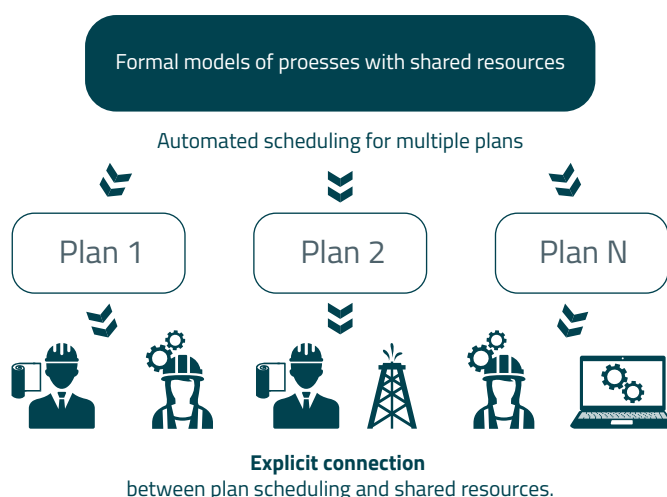 Formal models of proesses with shared resources
Automated scheduling for multiple plans
Plan 1
Plan 2
Plan N
Explicit connection
between plan scheduling and shared resources.